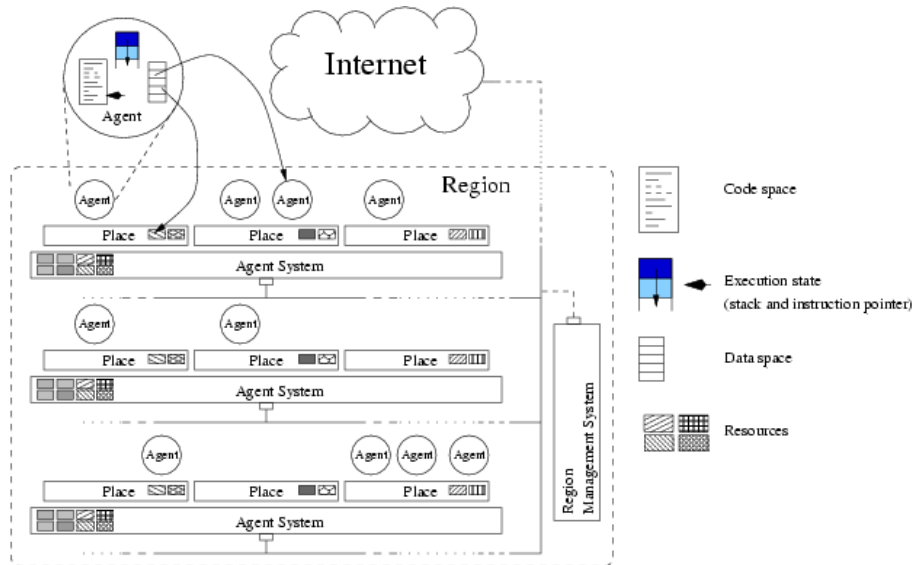 Internet
Agent
Region
Agent Agent Agent Agent
Place Place Place
Agent System
Agent Agent
Place Place Place
Agent System
Agent Agent Agent Agent
Place Place Place
Agent System
Region
Management System
Code space
Execution state
(stack and instruction pointer)
Data space
Resources